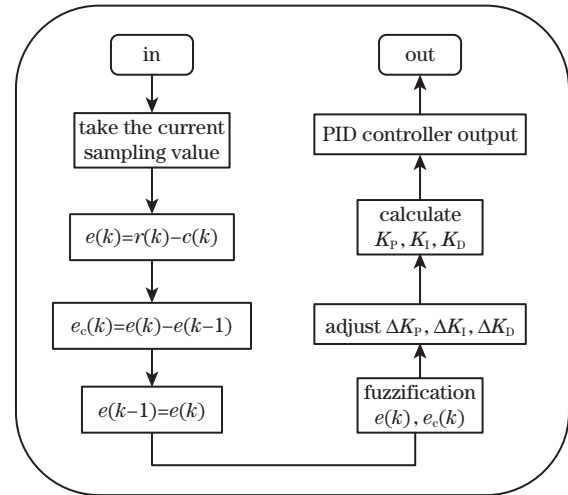 in
take the current
sampling value
e(k)=r(k)−c(k)
e_c(k)=e(k)−e(k−1)
e(k−1)=e(k)
fuzzification
e(k), e_c(k)
adjust ΔK_P, ΔK_I, ΔK_D
calculate
K_P, K_I, K_D
PID controller output
out